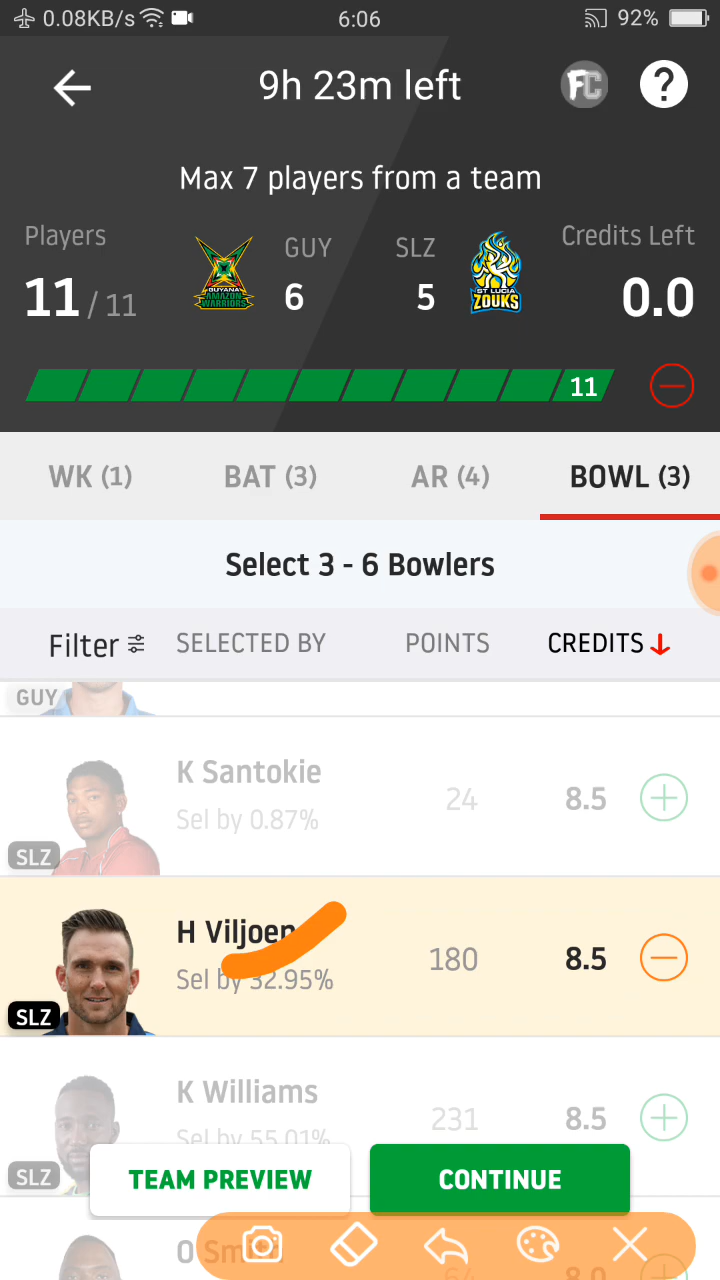 0.08KB/s 6:06 92%
9h 23m left FC ?
Max 7 players from a team
Players GUY SLZ Credits Left
GUYANA
AMAZON
WARRIORS
ST LUCIA
ZOUKS
11 / 11 6 5 0.0
11
WK (1) BAT (3) AR (4) BOWL (3)
Select 3 - 6 Bowlers
Filter SELECTED BY POINTS CREDITS
GUY
K Santokie
Sel by 0.87% 24 8.5
SLZ
H Viljoen
Sel by 32.95% 180 8.5
SLZ
K Williams
Sel by 55.01% 231 8.5
SLZ
TEAM PREVIEW CONTINUE
O Smith
64 8.0